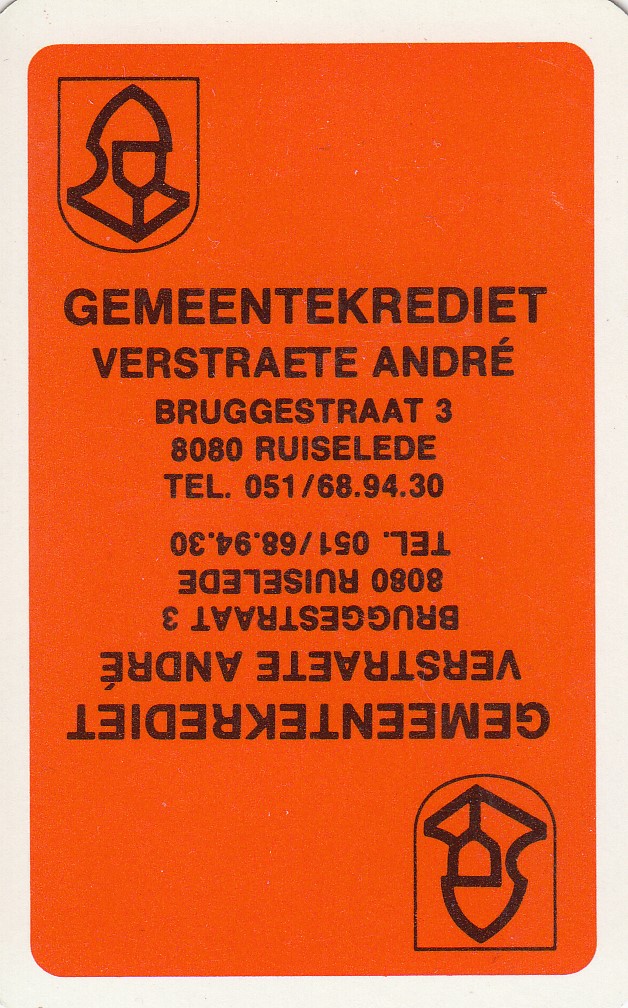 GEMEENTEKREDIET
VERSTRAETE ANDRÉ
BRUGGESTRAAT 3
8080 RUISELEDE
TEL. 051/68.94.30
TEL. 051/68.94.30
8080 RUISELEDE
BRUGGESTRAAT 3
VERSTRAETE ANDRÉ
GEMEENTEKREDIET